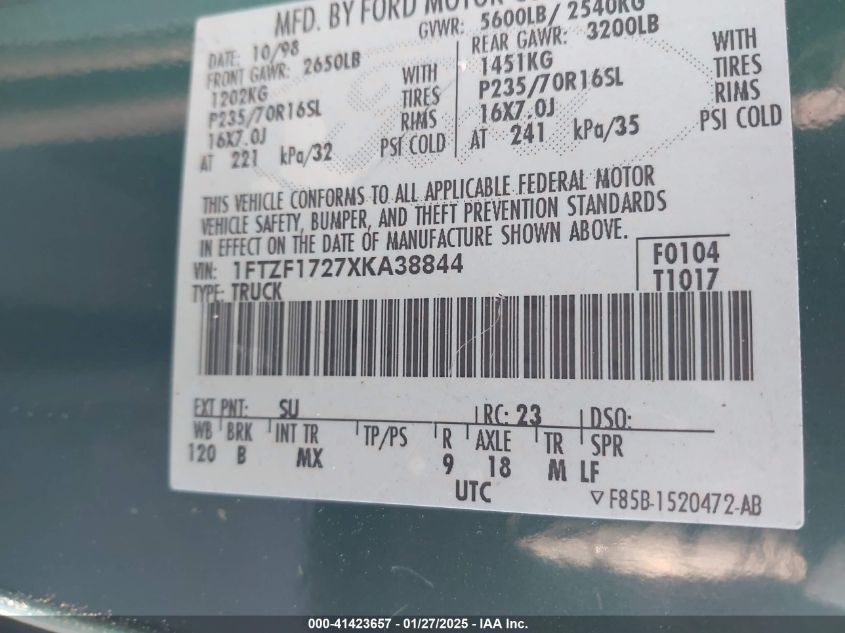 MFD. BY FORD MOTOR
DATE: 10/98 GVWR: 5600LB/ 2540KG
FRONT GAWR: 2650LB REAR GAWR: 3200LB
1202KG WITH 1451KG WITH
P235/70R16SL TIRES P235/70R16SL TIRES
16X7.0J RIMS 16X7.0J RIMS
AT 221 kPa/32 PSI COLD AT 241 kPa/35 PSI COLD
THIS VEHICLE CONFORMS TO ALL APPLICABLE FEDERAL MOTOR
VEHICLE SAFETY, BUMPER, AND THEFT PREVENTION STANDARDS
IN EFFECT ON THE DATE OF MANUFACTURE SHOWN ABOVE.
VIN: 1FTZF1727XKA38844 F0104
TYPE: TRUCK T1017
EXT PNT: SU RC: 23 DSO:
WB BRK INT TR TP/PS R AXLE TR SPR
120 B MX 9 18 M LF
UTC
▽ F85B-1520472-AB
000-41423657 - 01/27/2025 - IAA Inc.